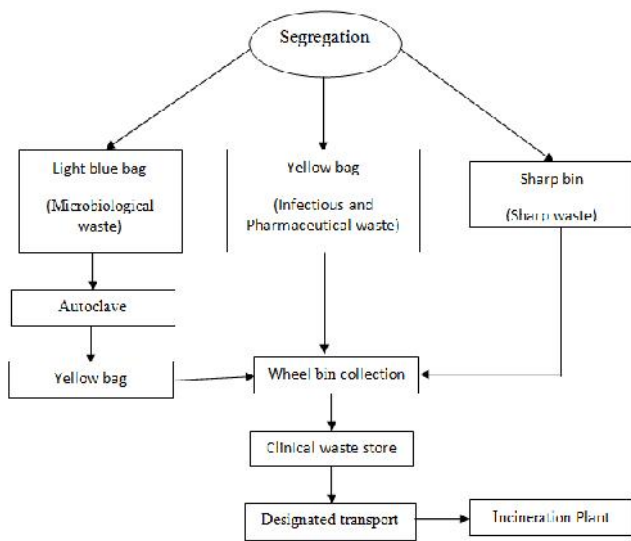 Segregation
Light blue bag
(Microbiological
waste)
Yellow bag
(Infectious and
Pharmaceutical waste)
Sharp bin
(Sharp waste)
Autoclave
Yellow bag
Wheel bin collection
Clinical waste store
Designated transport
Incineration Plant